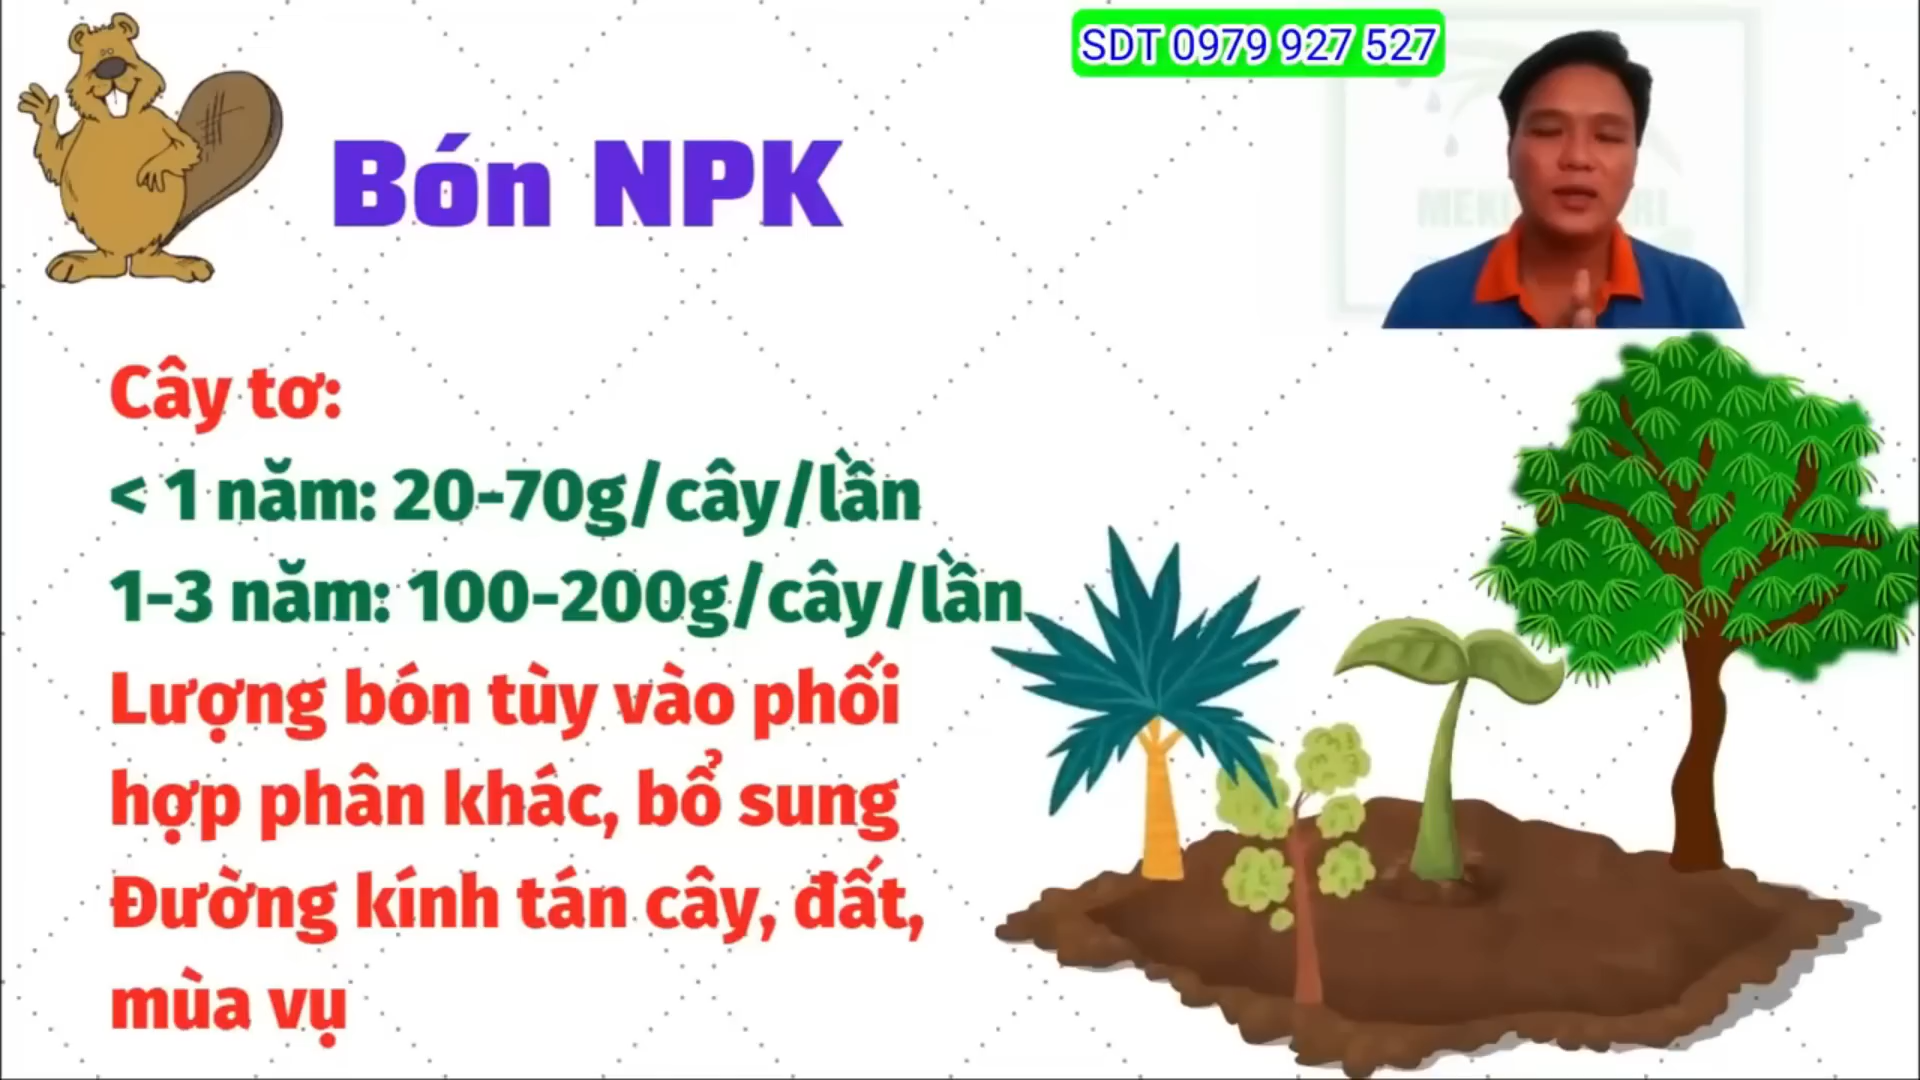 SDT 0979 927 527
Bón NPK
Cây tơ:
< 1 năm: 20-70g/cây/lần
1-3 năm: 100-200g/cây/lần
Lượng bón tùy vào phối
hợp phân khác, bổ sung
Đường kính tán cây, đất,
mùa vụ